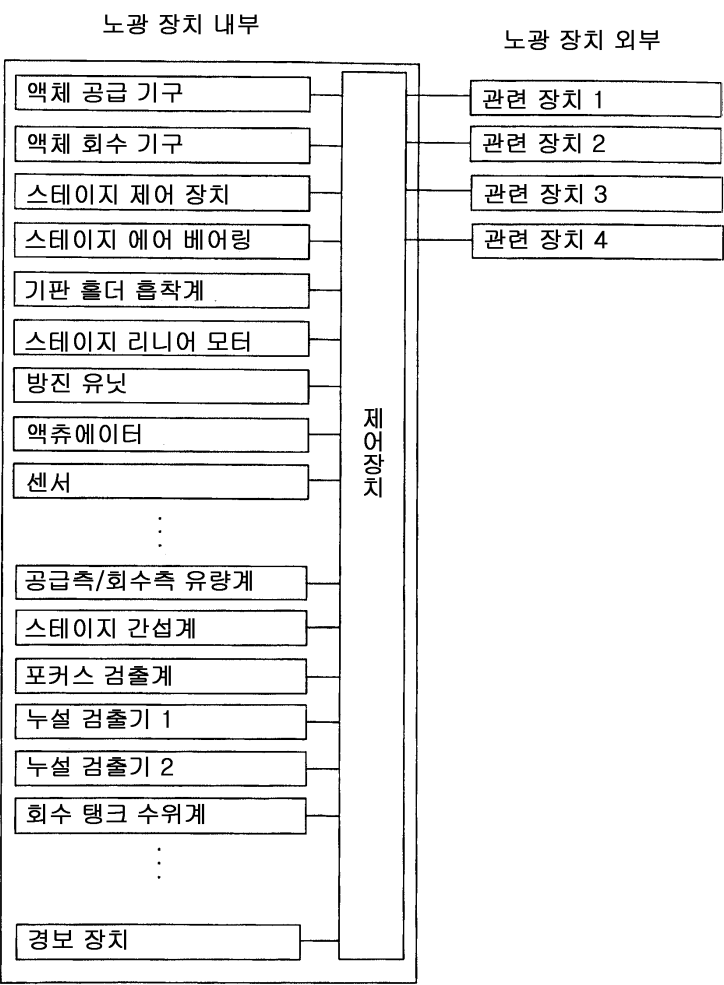 노광 장치 내부
노광 장치 외부
액체 공급 기구
액체 회수 기구
스테이지 제어 장치
스테이지 에어 베어링
기판 홀더 흡착계
스테이지 리니어 모터
방진 유닛
액츄에이터
센서
공급측/회수측 유량계
스테이지 간섭계
포커스 검출계
누설 검출기 1
누설 검출기 2
회수 탱크 수위계
경보 장치
제어장치
관련 장치 1
관련 장치 2
관련 장치 3
관련 장치 4